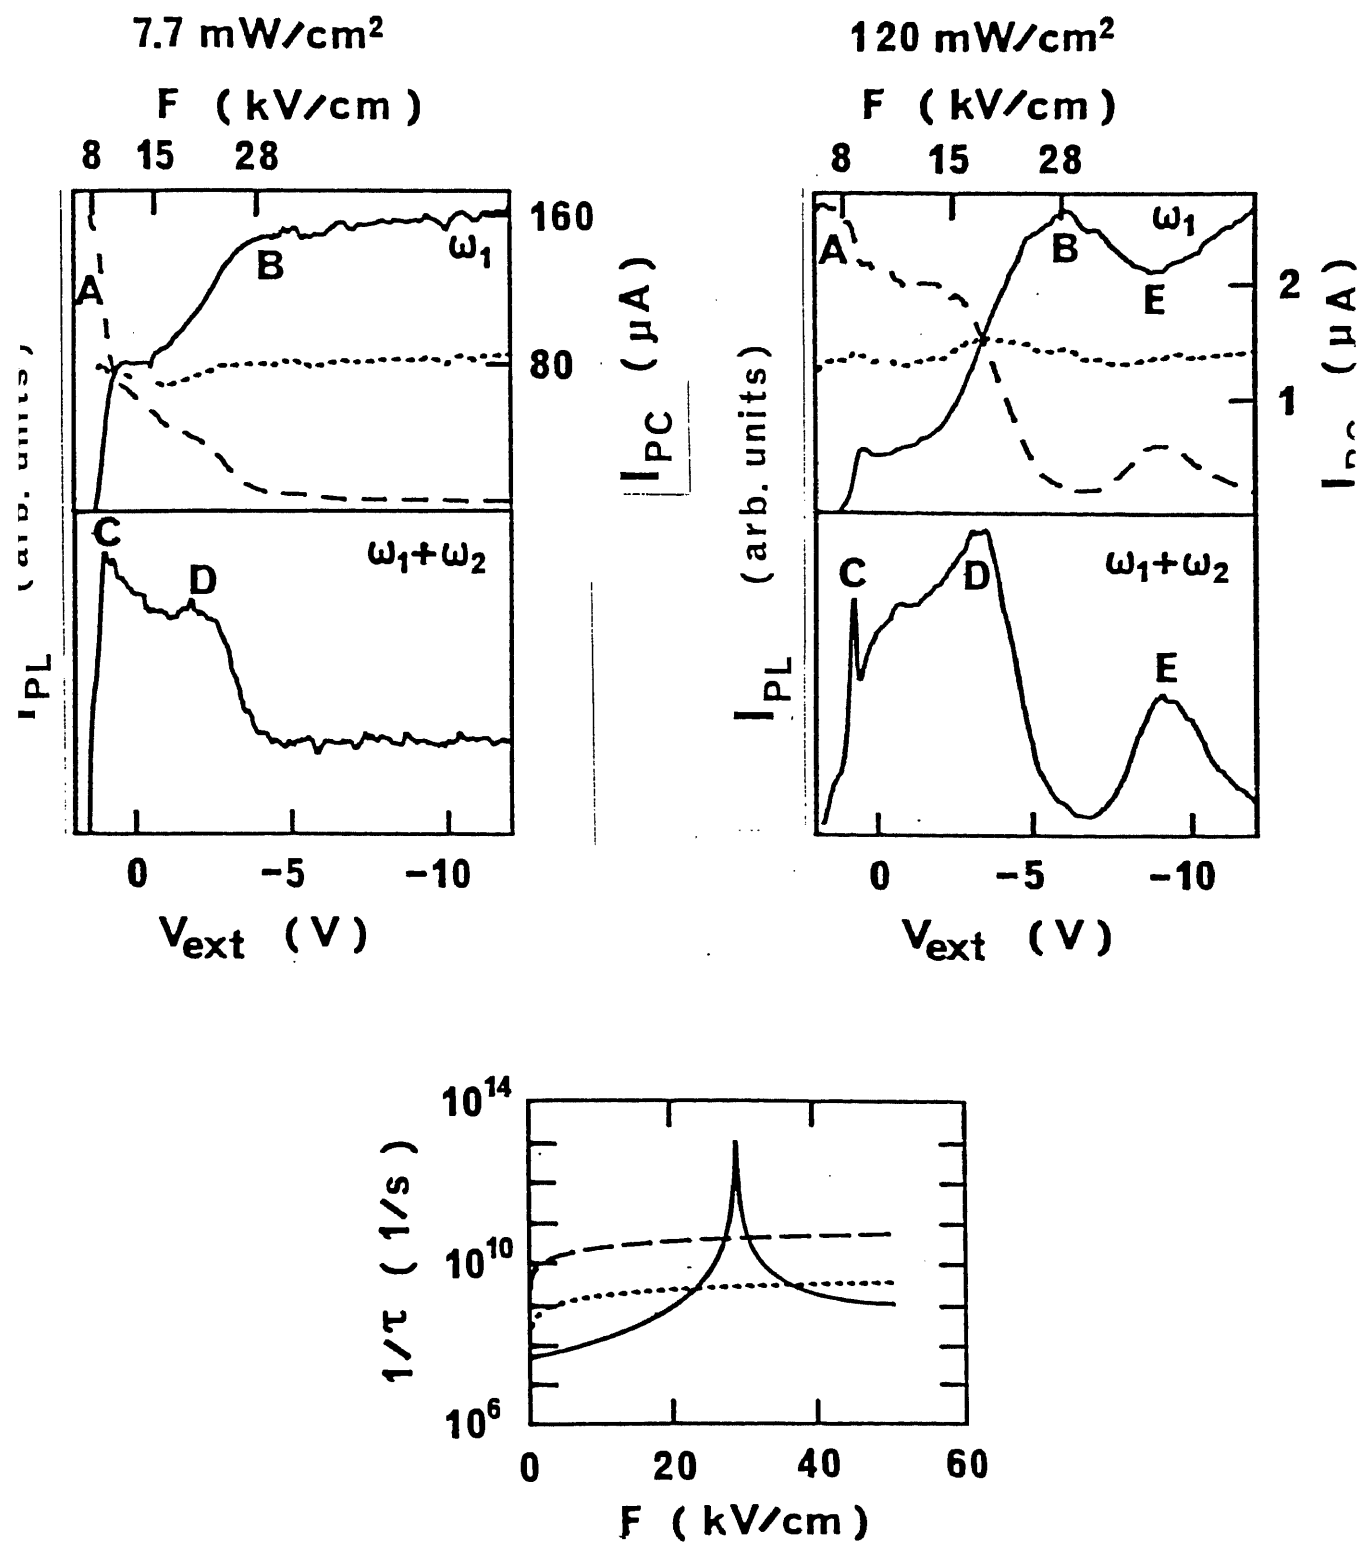 7.7 mW/cm²
F (kV/cm)
8 15 28
A
B
ω₁
160
80
I_PC (μA)
C
D
ω₁+ω₂
I_PL
0 −5 −10
V_ext (V)
120 mW/cm²
F (kV/cm)
8 15 28
A
B
ω₁
E
2
1
(μA)
I_PL (arb. units)
C
D
ω₁+ω₂
E
0 −5 −10
V_ext (V)
10¹⁴
10¹⁰
10⁶
1/τ (1/s)
0 20 40 60
F (kV/cm)